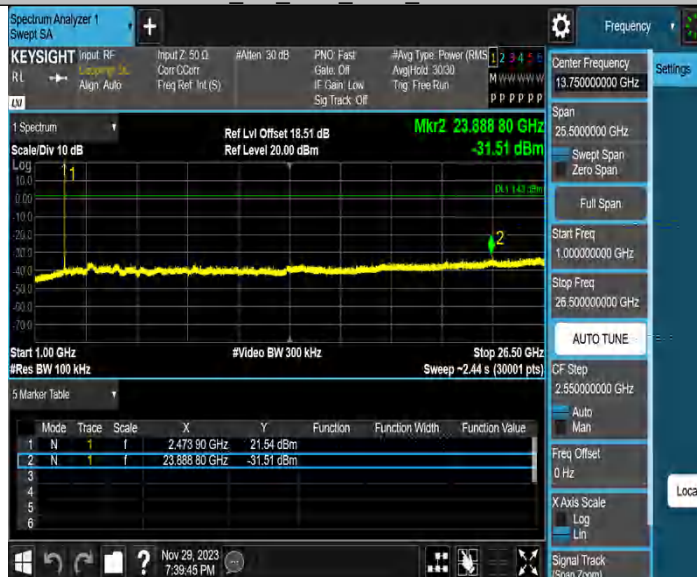 Spectrum Analyzer 1
Swept SA
+
Frequency
KEYSIGHT
RL
LXI
Input: RF
Align: Auto
Input Z: 50 Ω
Corr CCorr
Freq Ref: Int (S)
#Atten: 30 dB
PNO: Fast
Gate: Off
IF Gain: Low
Sig Track: Off
#Avg Type: Power (RMS
Avg|Hold: 30/30
Trig: Free Run
1 2 3 4 5 6
M W W W W W
P P P P P P
Center Frequency
13.750000000 GHz
Settings
Span
25.5000000 GHz
Swept Span
Zero Span
Full Span
Start Freq
1.000000000 GHz
Stop Freq
26.500000000 GHz
AUTO TUNE
CF Step
2.550000000 GHz
Auto
Man
Freq Offset
0 Hz
X Axis Scale
Log
Lin
Signal Track
(Span Zoom)
Local
1 Spectrum
Scale/Div 10 dB
Log
Ref Lvl Offset 18.51 dB
Ref Level 20.00 dBm
Mkr2 23.888 80 GHz
-31.51 dBm
10.0
0.00
-10.0
-20.0
-30.0
-40.0
-50.0
-60.0
-70.0
1
2
Start 1.00 GHz
#Res BW 100 kHz
#Video BW 300 kHz
Stop 26.50 GHz
Sweep ~2.44 s (30001 pts)
5 Marker Table
Mode Trace Scale X Y Function Function Width Function Value
1 N 1 f 2.473 90 GHz 21.54 dBm
2 N 1 f 23.888 80 GHz -31.51 dBm
3
4
5
6
?
Nov 29, 2023
7:39:45 PM